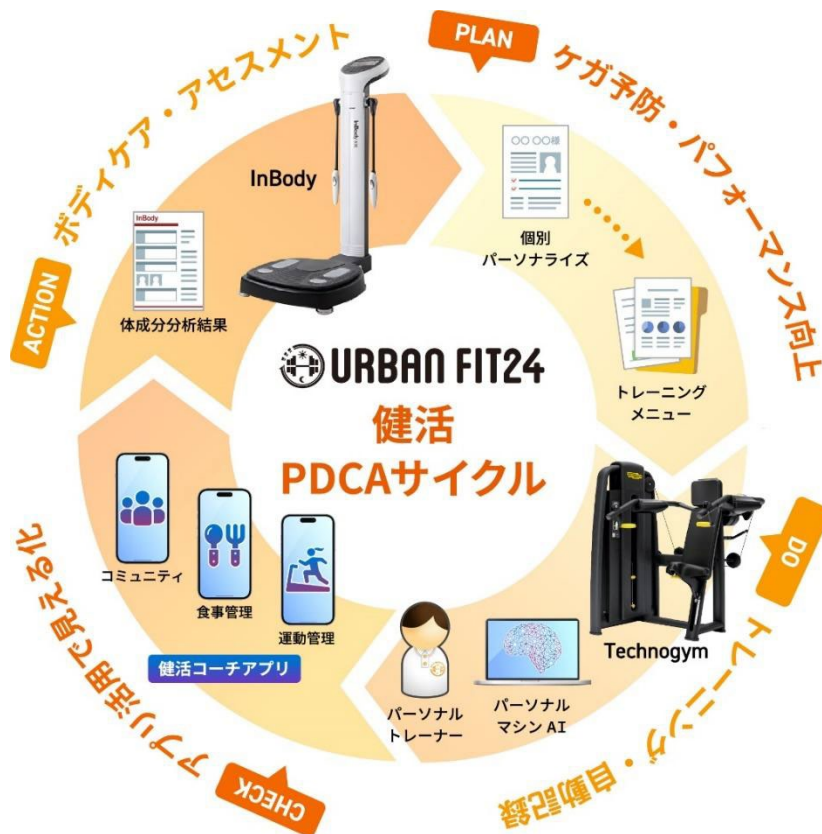 URBAN FIT24
健活
PDCAサイクル
PLAN
ケガ予防・パフォーマンス向上
〇〇 〇〇様
個別
パーソナライズ
トレーニング
メニュー
DO
トレーニング・自動記録
Technogym
パーソナル
マシン AI
パーソナル
トレーナー
CHECK
アプリ活用で見える化
コミュニティ
食事管理
運動管理
健活コーチアプリ
ACTION
ボディケア・アセスメント
InBody
InBody
InBody
体成分分析結果